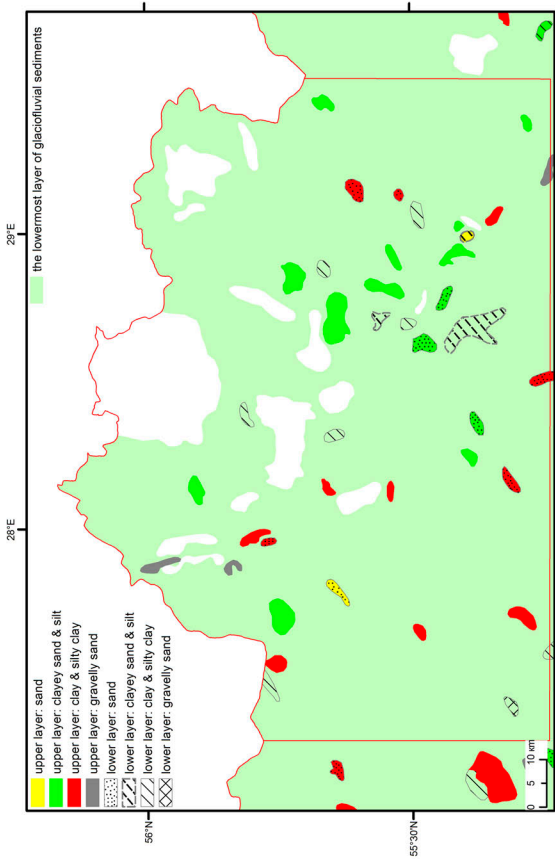 the lowermost layer of glaciofluvial sediments
upper layer: sand
upper layer: clayey sand & silt
upper layer: clay & silty clay
upper layer: gravelly sand
lower layer: sand
lower layer: clayey sand & silt
lower layer: clay & silty clay
lower layer: gravelly sand
28°E
29°E
56°N
55°30'N
0 5 10 km